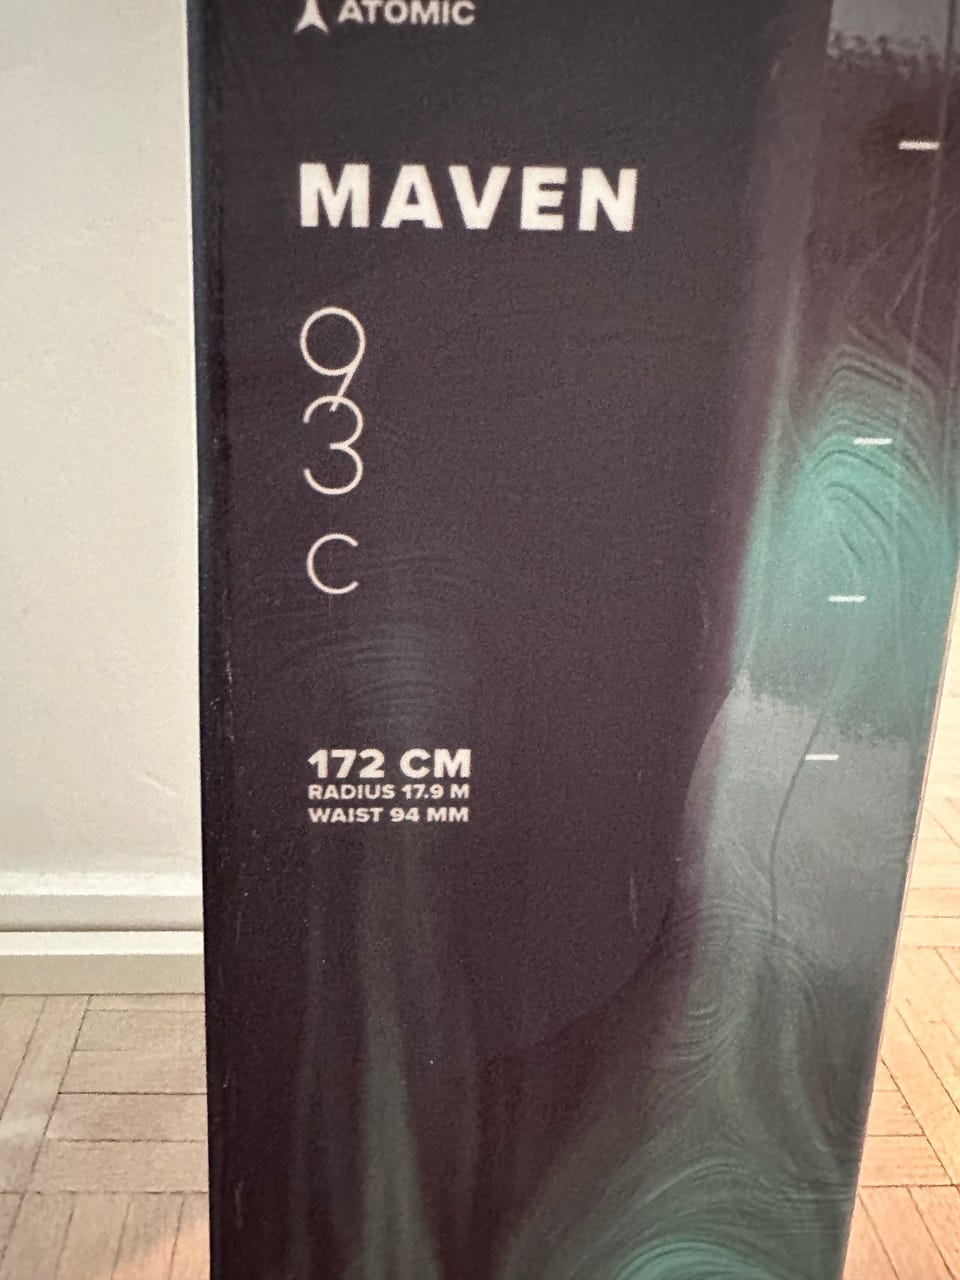 ATOMIC
MAVEN
9
3
C
172 CM
RADIUS 17.9 M
WAIST 94 MM